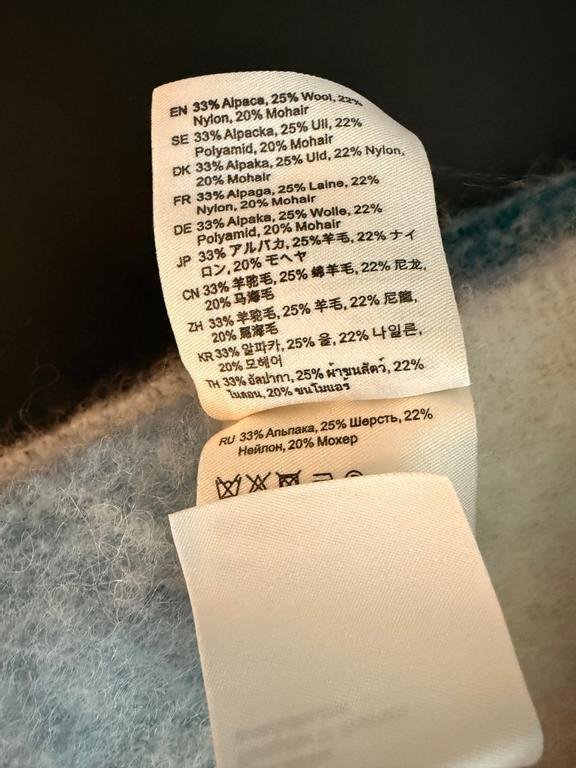 EN 33% Alpaca, 25% Wool, 22%
Nylon, 20% Mohair
SE 33% Alpacka, 25% Ull, 22%
Polyamid, 20% Mohair
DK 33% Alpaka, 25% Uld, 22% Nylon,
20% Mohair
FR 33% Alpaga, 25% Laine, 22%
Nylon, 20% Mohair
DE 33% Alpaka, 25% Wolle, 22%
Polyamid, 20% Mohair
JP 33% アルパカ, 25%羊毛, 22% ナイ
ロン, 20% モヘヤ
CN 33% 羊驼毛, 25% 绵羊毛, 22% 尼龙,
20% 马海毛
ZH 33% 羊驼毛, 25% 羊毛, 22% 尼龍,
20% 羅海毛
KR 33% 알파카, 25% 울, 22% 나일론,
20% 모헤어
TH 33% อัลปากา, 25% ผ้าขนสัตว์, 22%
ไนลอน, 20% ขนโมแฮร์
RU 33% Альпака, 25% Шерсть, 22%
Нейлон, 20% Мохер